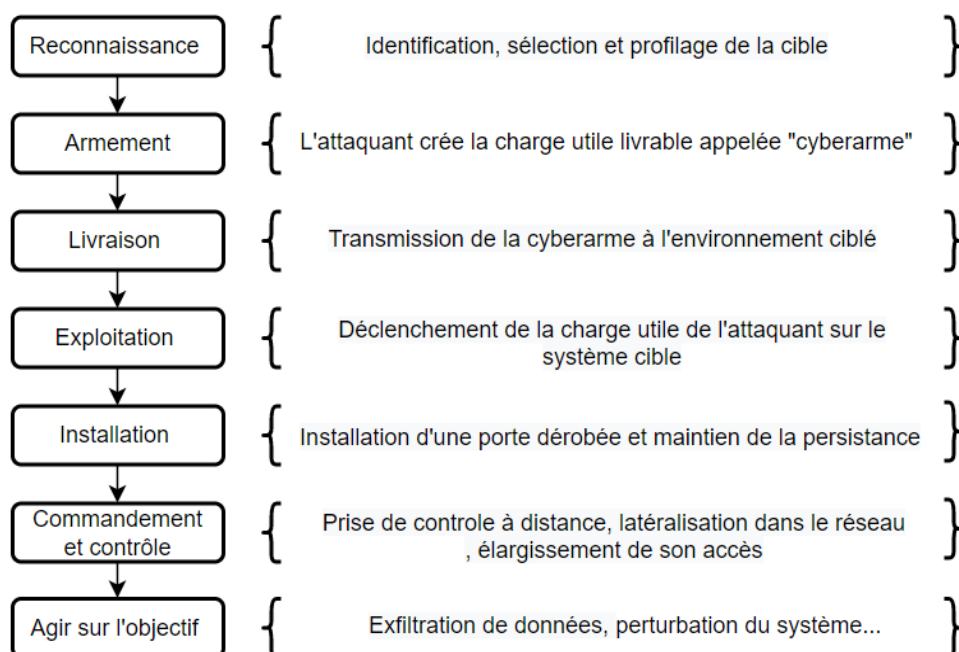 Reconnaissance
Identification, sélection et profilage de la cible
Armement
L'attaquant crée la charge utile livrable appelée "cyberarme"
Livraison
Transmission de la cyberarme à l'environnement ciblé
Exploitation
Déclenchement de la charge utile de l'attaquant sur le
système cible
Installation
Installation d'une porte dérobée et maintien de la persistance
Commandement
et contrôle
Prise de controle à distance, latéralisation dans le réseau
, élargissement de son accès
Agir sur l'objectif
Exfiltration de données, perturbation du système...